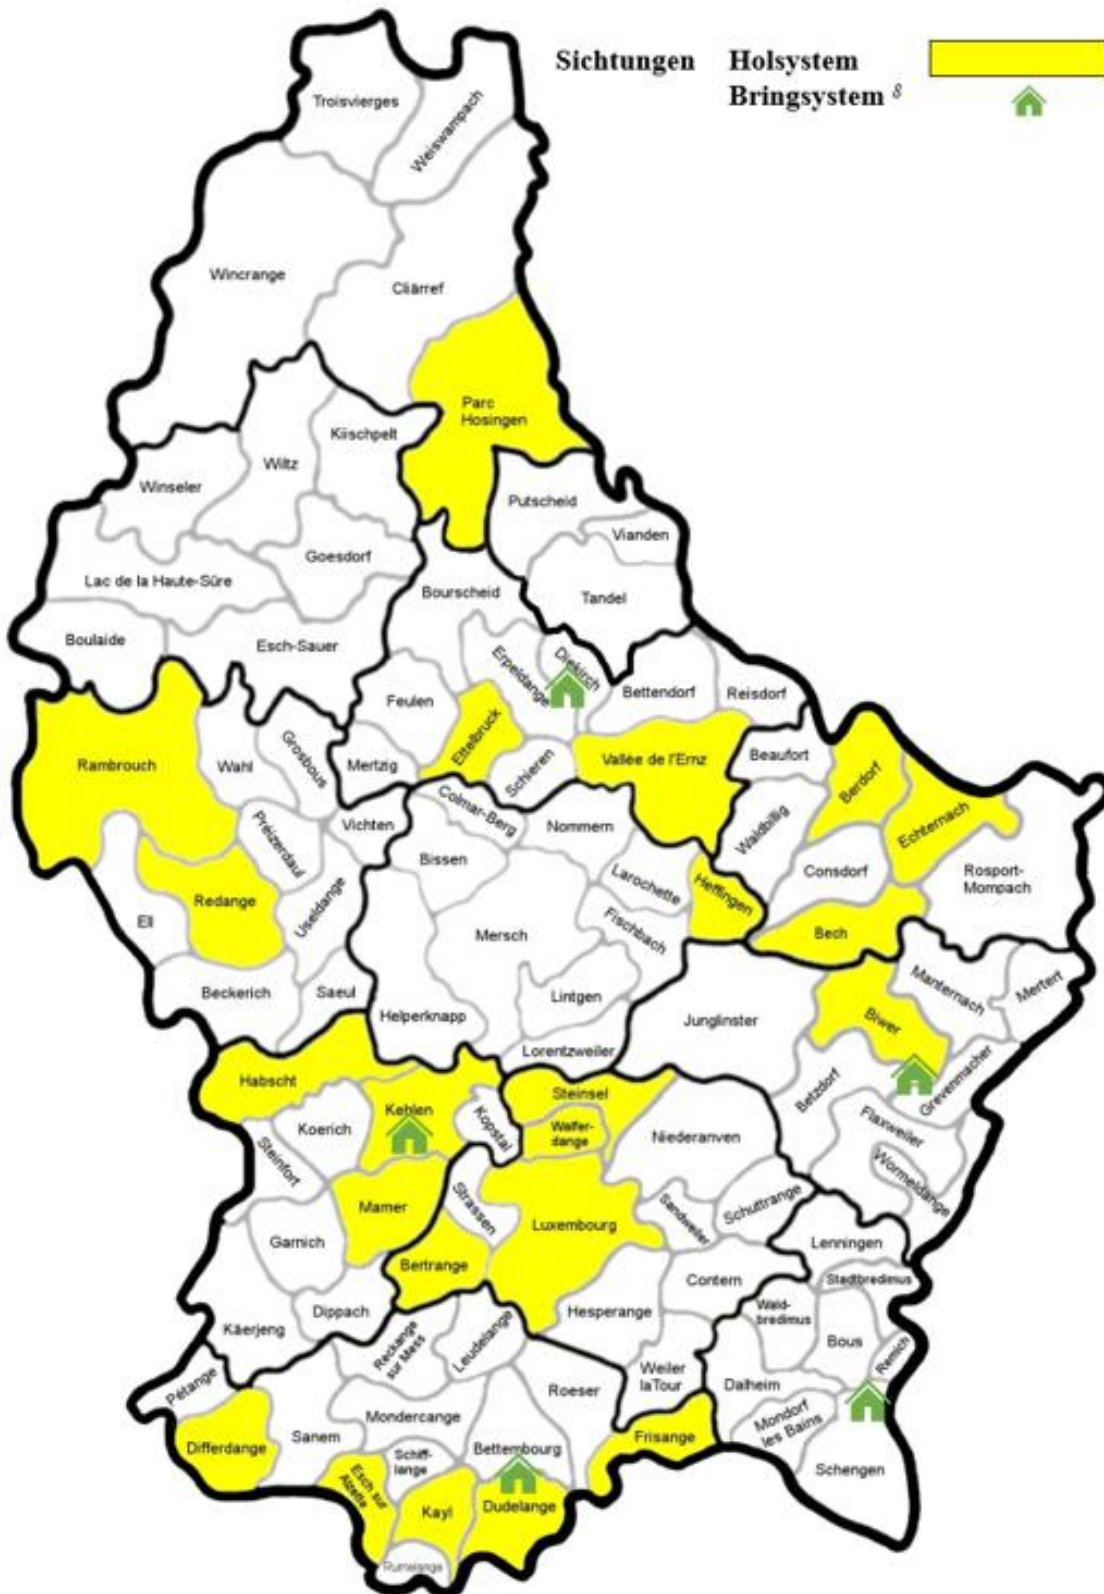 Sichtungen Holsystem
Bringsystem 8
Troisvierges
Weiswampach
Wincrange
Cliärref
Parc
Hosingen
Kiischpelt
Wiltz
Winseler
Putscheid
Vianden
Goesdorf
Lac de la Haute-Sûre
Bourscheid
Tandel
Boulaide
Esch-Sauer
Diekirch
Erpeldange
Bettendorf
Reisdorf
Feulen
Ettelbruck
Rambrouch
Wahl
Grosbous
Mertzig
Schieren
Vallée de l'Ernz
Beaufort
Berdorf
Echternach
Colmar-Berg
Vichten
Préizerdaul
Nommern
Waldbillig
Bissen
Larochette
Heffingen
Consdorf
Rosport-
Mompach
Redange
Useldange
Ell
Mersch
Fischbach
Bech
Beckerich
Saeul
Lintgen
Manternach
Mertert
Helperknapp
Junglinster
Biwer
Lorentzweiler
Habscht
Steinsel
Betzdorf
Grevenmacher
Kehlen
Kopstal
Walfer-
dange
Koerich
Niederanven
Flaxweiler
Steinfort
Wormeldange
Mamer
Strassen
Luxembourg
Sandweiler
Schuttrange
Garnich
Bertrange
Lenningen
Contern
Stadtbredimus
Dippach
Hesperange
Wald-
bredimus
Käerjeng
Reckange
sur Mess
Leudelange
Bous
Remich
Weiler
laTour
Dalheim
Pétange
Roeser
Mondercange
Mondorf
les Bains
Differdange
Sanem
Schiff-
lange
Bettembourg
Frisange
Schengen
Esch sur
Alzette
Kayl
Dudelange
Rumelange